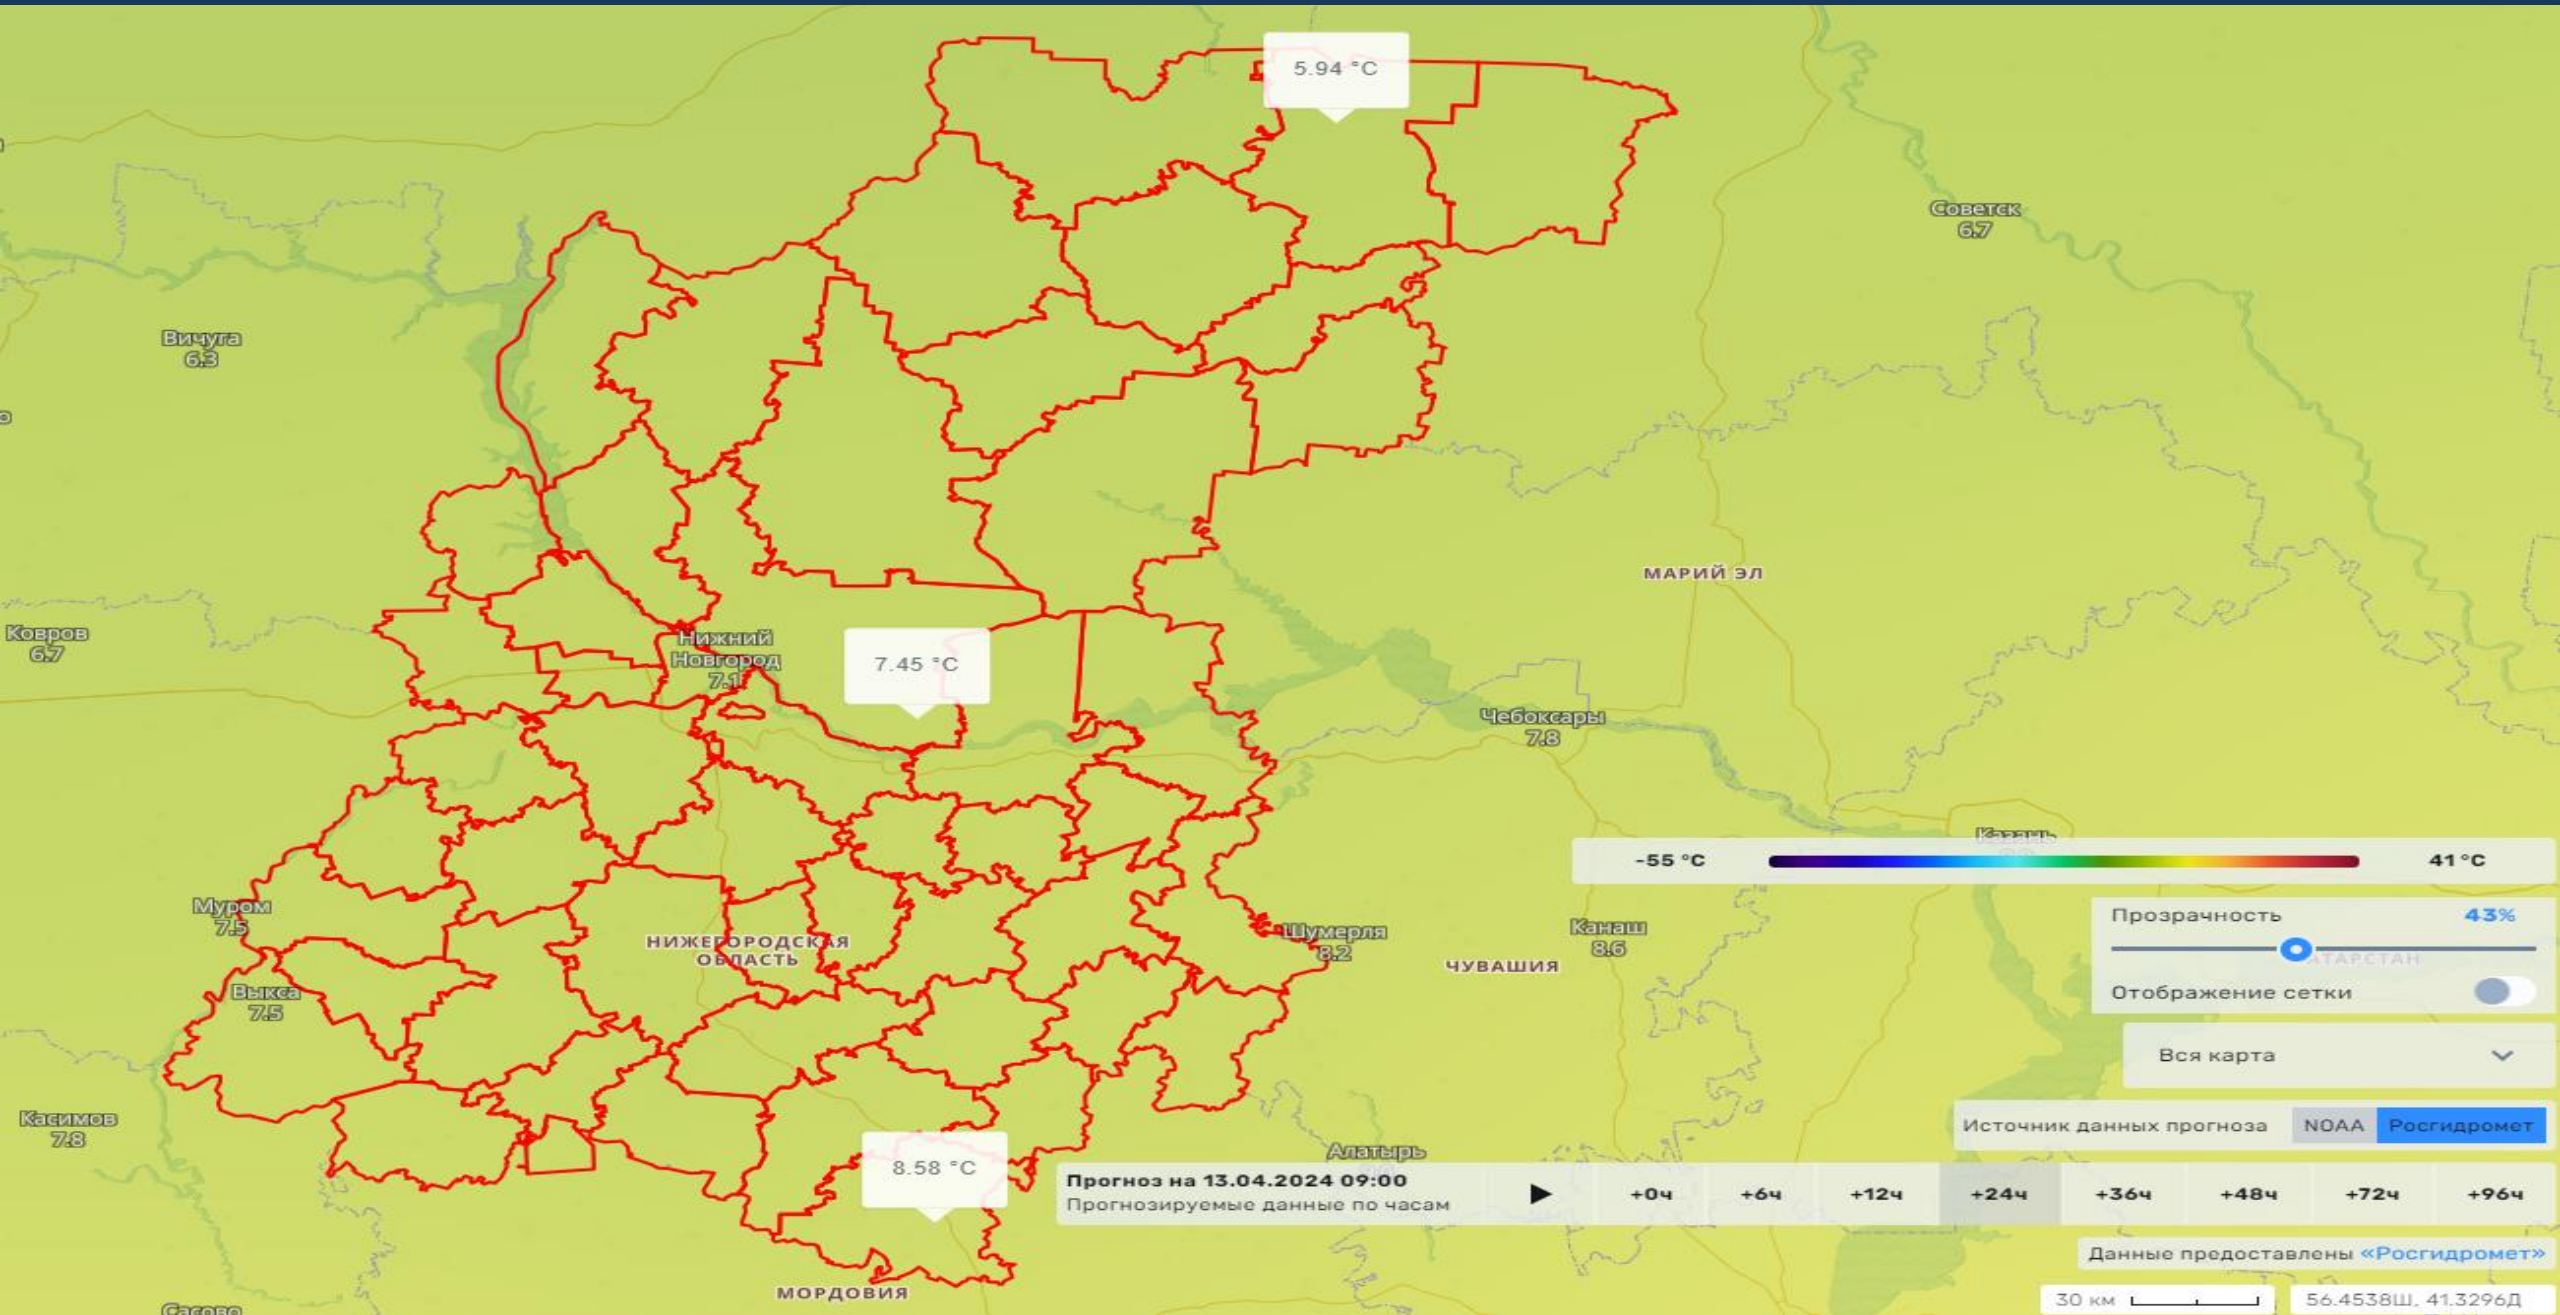 5.94 °C
Советск
6.7
Вичуга
6.3
МАРИЙ ЭЛ
Ковров
6.7
Нижний
Новгород
7.1
7.45 °C
Чебоксары
7.8
Казань
-55 °C
41 °C
Муром
7.5
НИЖЕГОРОДСКАЯ
ОБЛАСТЬ
Шумерля
8.2
Канаш
8.6
ЧУВАШИЯ
Прозрачность
43%
АТАРСТАН
Отображение сетки
Выкса
7.5
Вся карта
Касимов
7.8
Источник данных прогноза
NOAA
Росгидромет
Алатырь
8.58 °C
Прогноз на 13.04.2024 09:00
Прогнозируемые данные по часам
+0ч
+6ч
+12ч
+24ч
+36ч
+48ч
+72ч
+96ч
Данные предоставлены «Росгидромет»
МОРДОВИЯ
30 км
56.4538Ш, 41.3296Д
Сасово